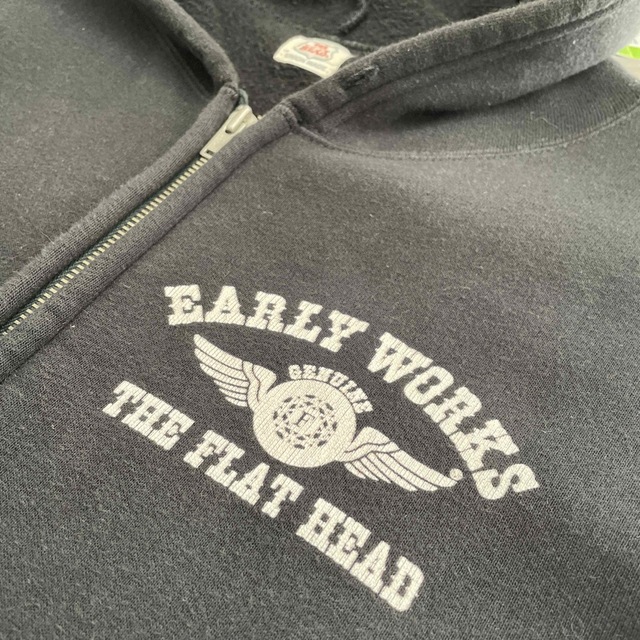 EARLY WORKS
GENUINE
THE FLAT HEAD